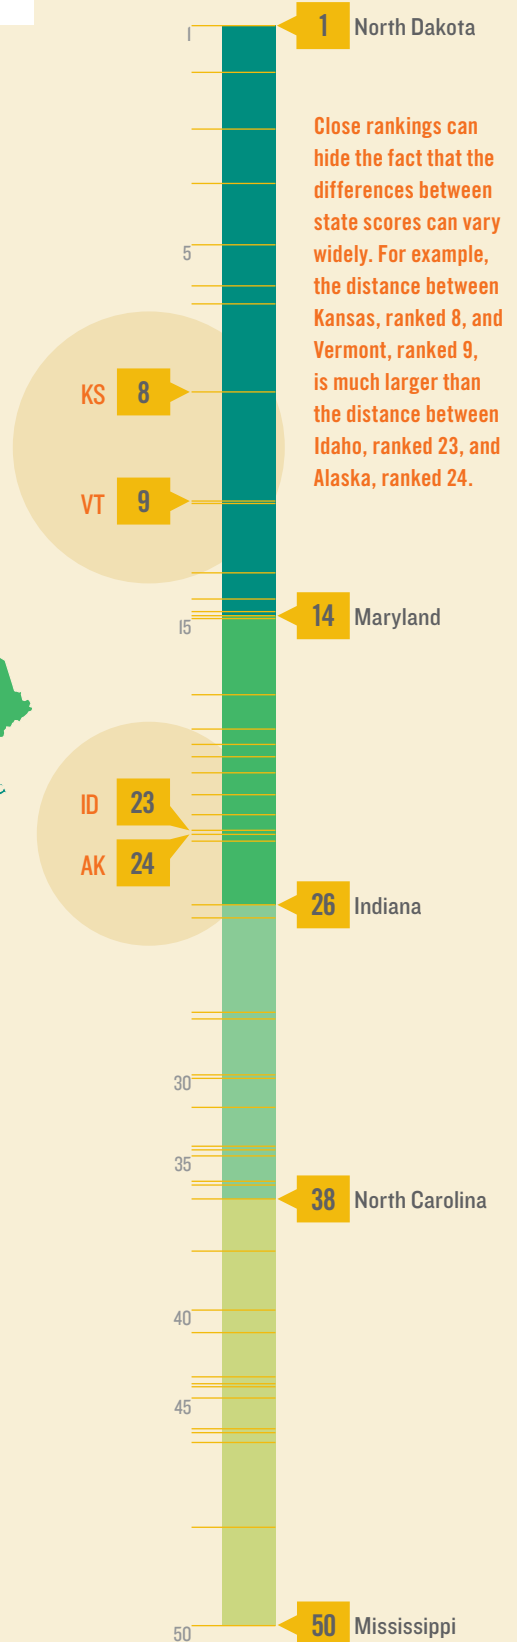 1
1 North Dakota
Close rankings can
hide the fact that the
differences between
state scores can vary
widely. For example,
the distance between
Kansas, ranked 8, and
Vermont, ranked 9,
is much larger than
the distance between
Idaho, ranked 23, and
Alaska, ranked 24.
5
KS 8
VT 9
14 Maryland
15
ID 23
AK 24
26 Indiana
30
35
38 North Carolina
40
45
50 Mississippi
50